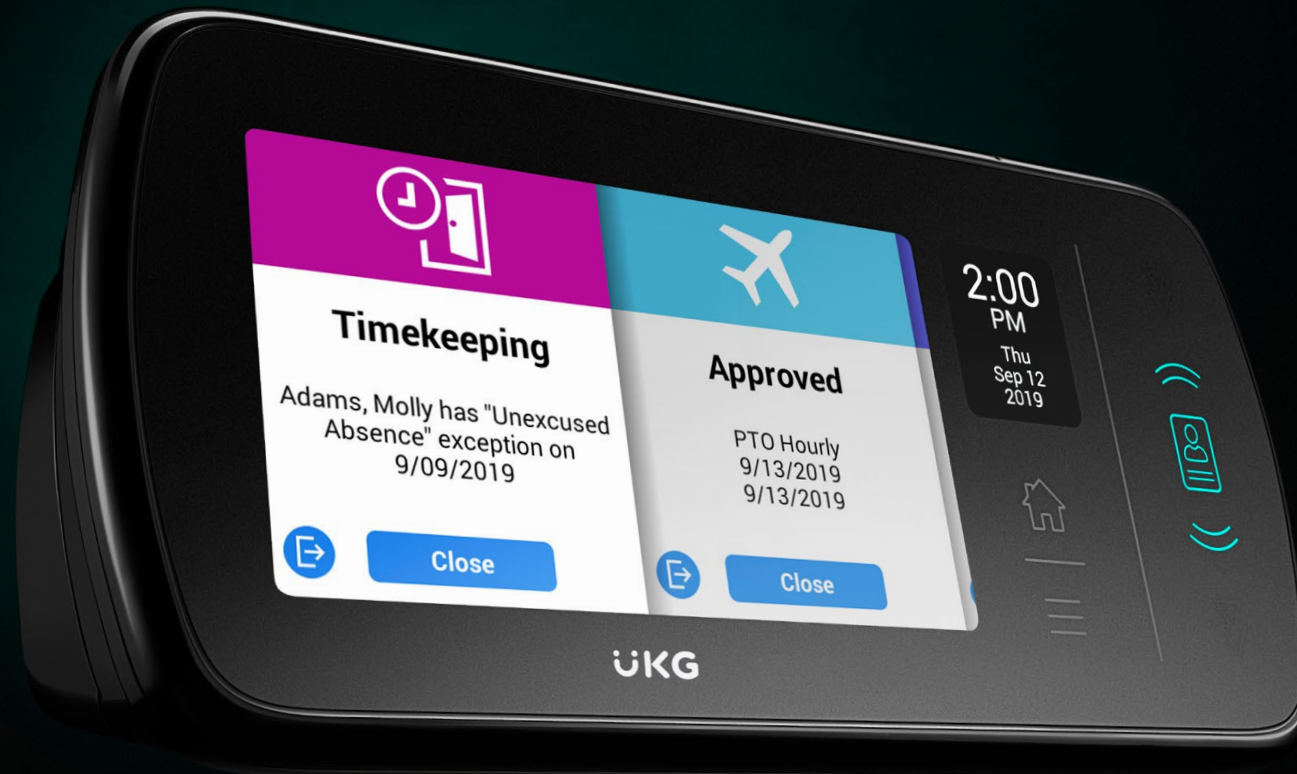 Timekeeping
Adams, Molly has "Unexcused
Absence" exception on
9/09/2019
Close
Approved
PTO Hourly
9/13/2019
9/13/2019
Close
2:00
PM
Thu
Sep 12
2019
UKG